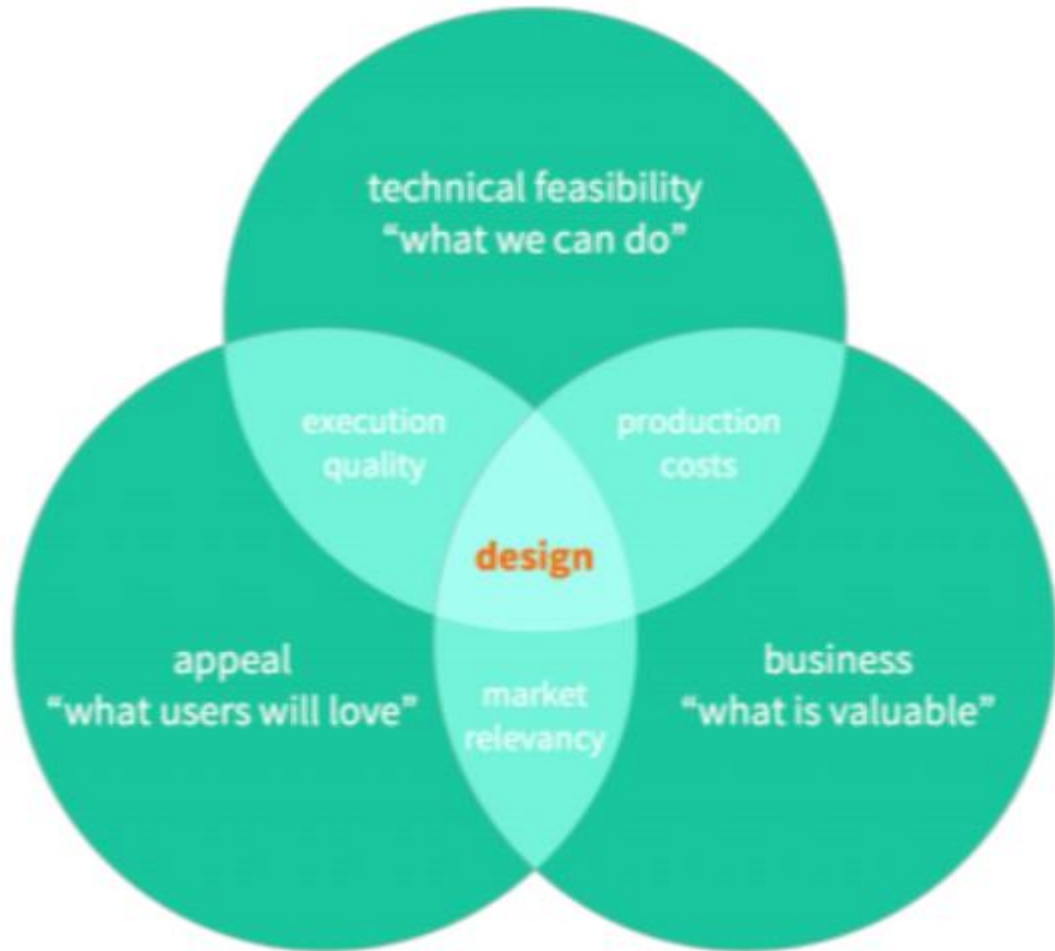 technical feasibility
“what we can do”
execution
quality
production
costs
design
appeal
“what users will love”
market
relevancy
business
“what is valuable”